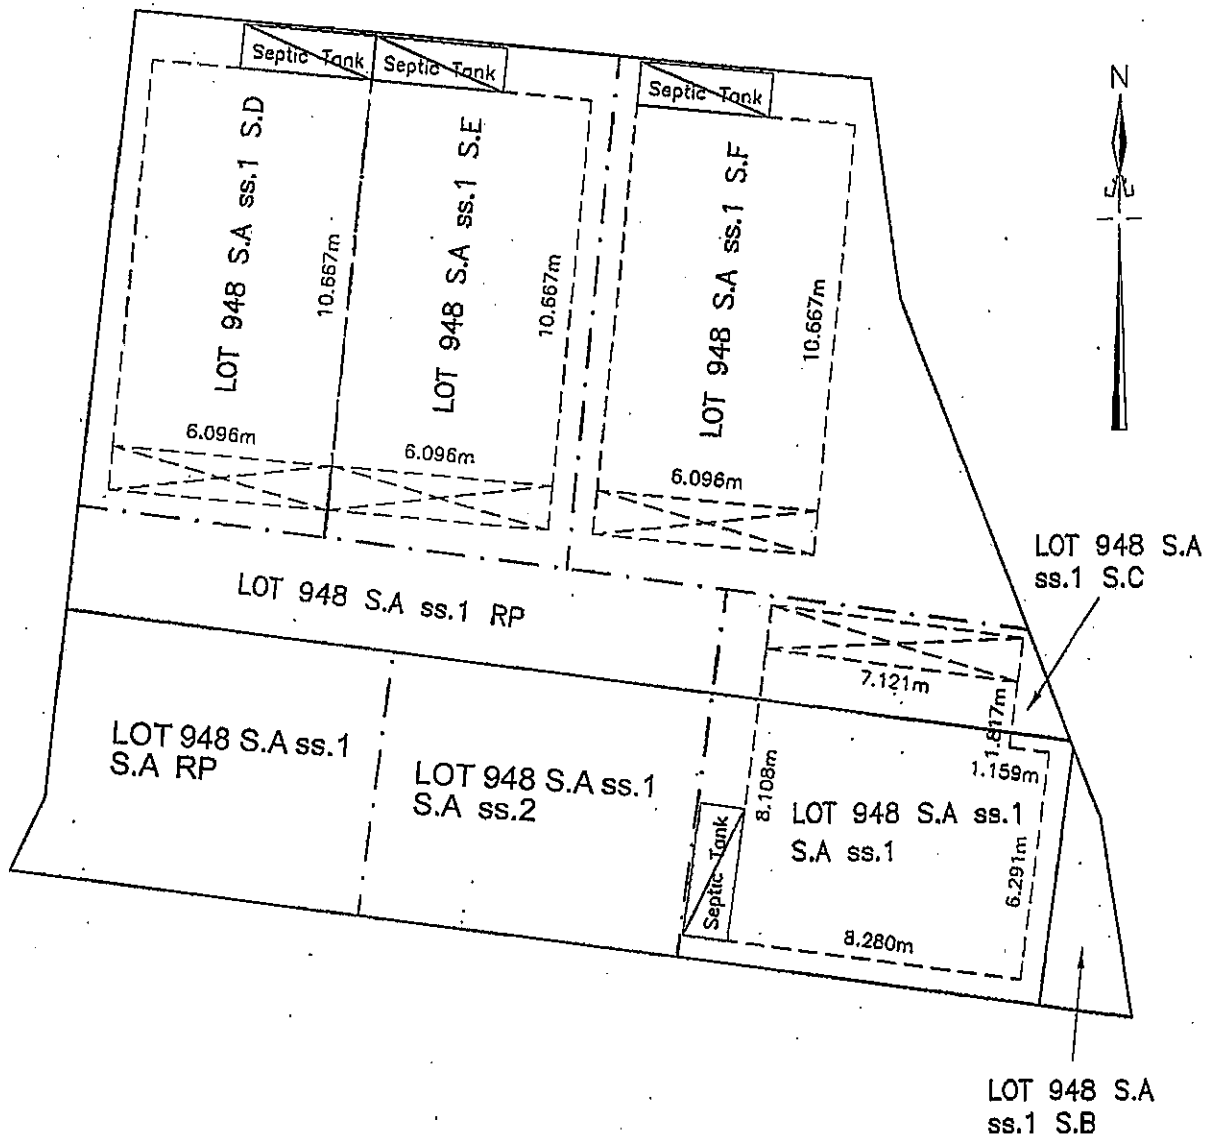 Septic Tank
Septic Tank
Septic Tank
N
LOT 948 S.A ss.1 S.D
10.667m
LOT 948 S.A ss.1 S.E
10.667m
LOT 948 S.A ss.1 S.F
10.667m
6.096m
6.096m
6.096m
LOT 948 S.A
ss.1 S.C
LOT 948 S.A ss.1 RP
7.121m
1.817m
1.159m
LOT 948 S.A ss.1
S.A RP
LOT 948 S.A ss.1
S.A ss.2
8.108m
LOT 948 S.A ss.1
S.A ss.1
Septic Tank
6.291m
8.280m
LOT 948 S.A
ss.1 S.B